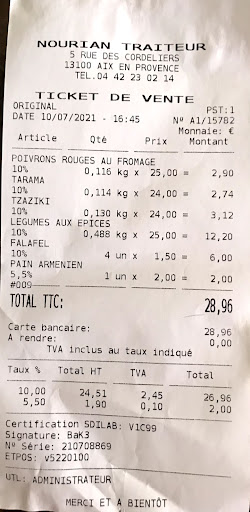 NOURIAN TRAITEUR
5 RUE DES CORDELIERS
13100 AIX EN PROVENCE
TEL.04 42 23 02 14
TICKET DE VENTE
ORIGINAL PST:1
DATE 10/07/2021 - 16:45 N° A1/15782
Monnaie: €
Article Qté Prix Montant
POIVRONS ROUGES AU FROMAGE
10% 0,116 kg x 25,00 = 2,90
TARAMA
10% 0,114 kg x 24,00 = 2,74
TZAZIKI
10% 0,130 kg x 24,00 = 3,12
LEGUMES AUX EPICES
10% 0,488 kg x 25,00 = 12,20
FALAFEL
10% 4 un x 1,50 = 6,00
PAIN ARMENIEN
5,5% 1 un x 2,00 = 2,00
#009
TOTAL TTC: 28,96
Carte bancaire: 28,96
A rendre: 0,00
TVA inclus au taux indiqué
Taux % Total HT TVA Total
10,00 24,51 2,45 26,96
5,50 1,90 0,10 2,00
Certification SDILAB: V1C99
Signature: BaK3
N° Série: 210708869
ETPOS: v5220100
UTL: ADMINISTRATEUR
MERCI ET A BIENTÔT